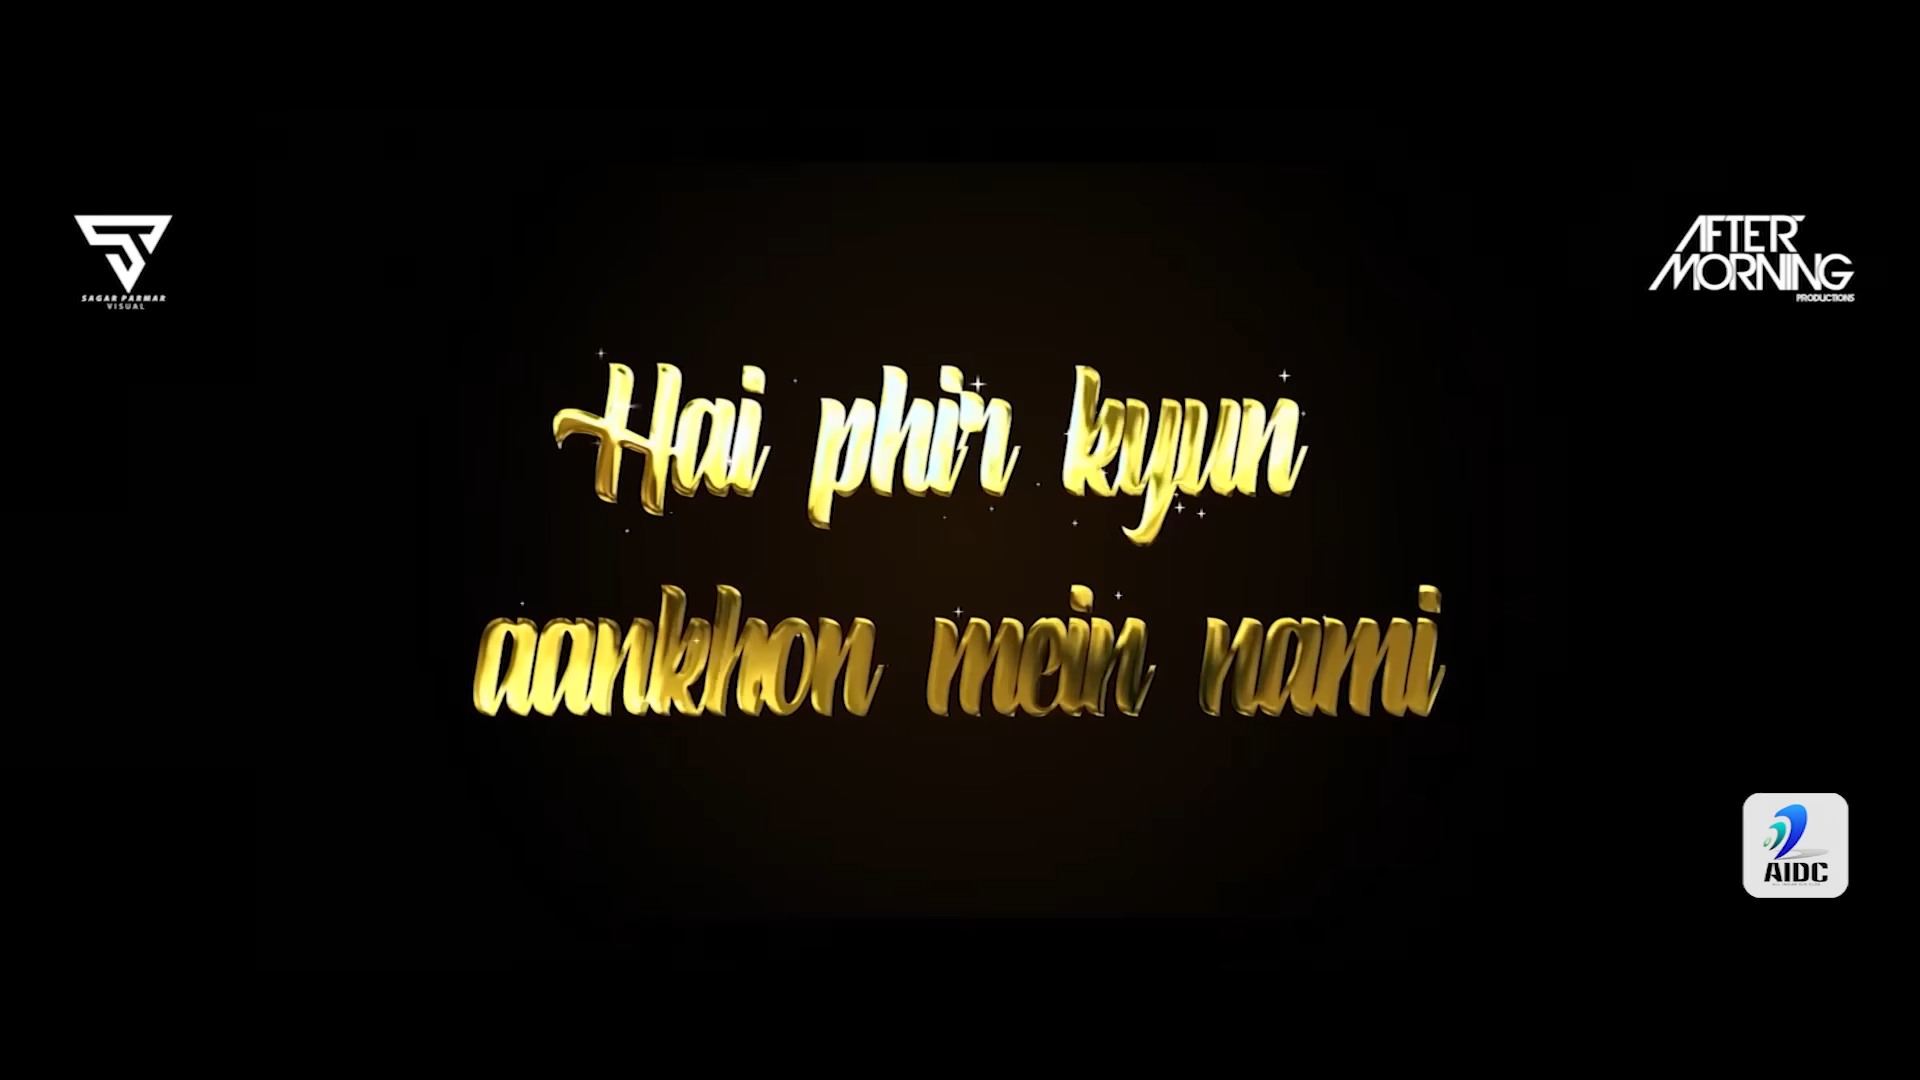 SAGAR PARMAR
VISUAL
AFTER
MORNING
PRODUCTIONS
Hai phir kyun
aankhon mein nami
AIDC